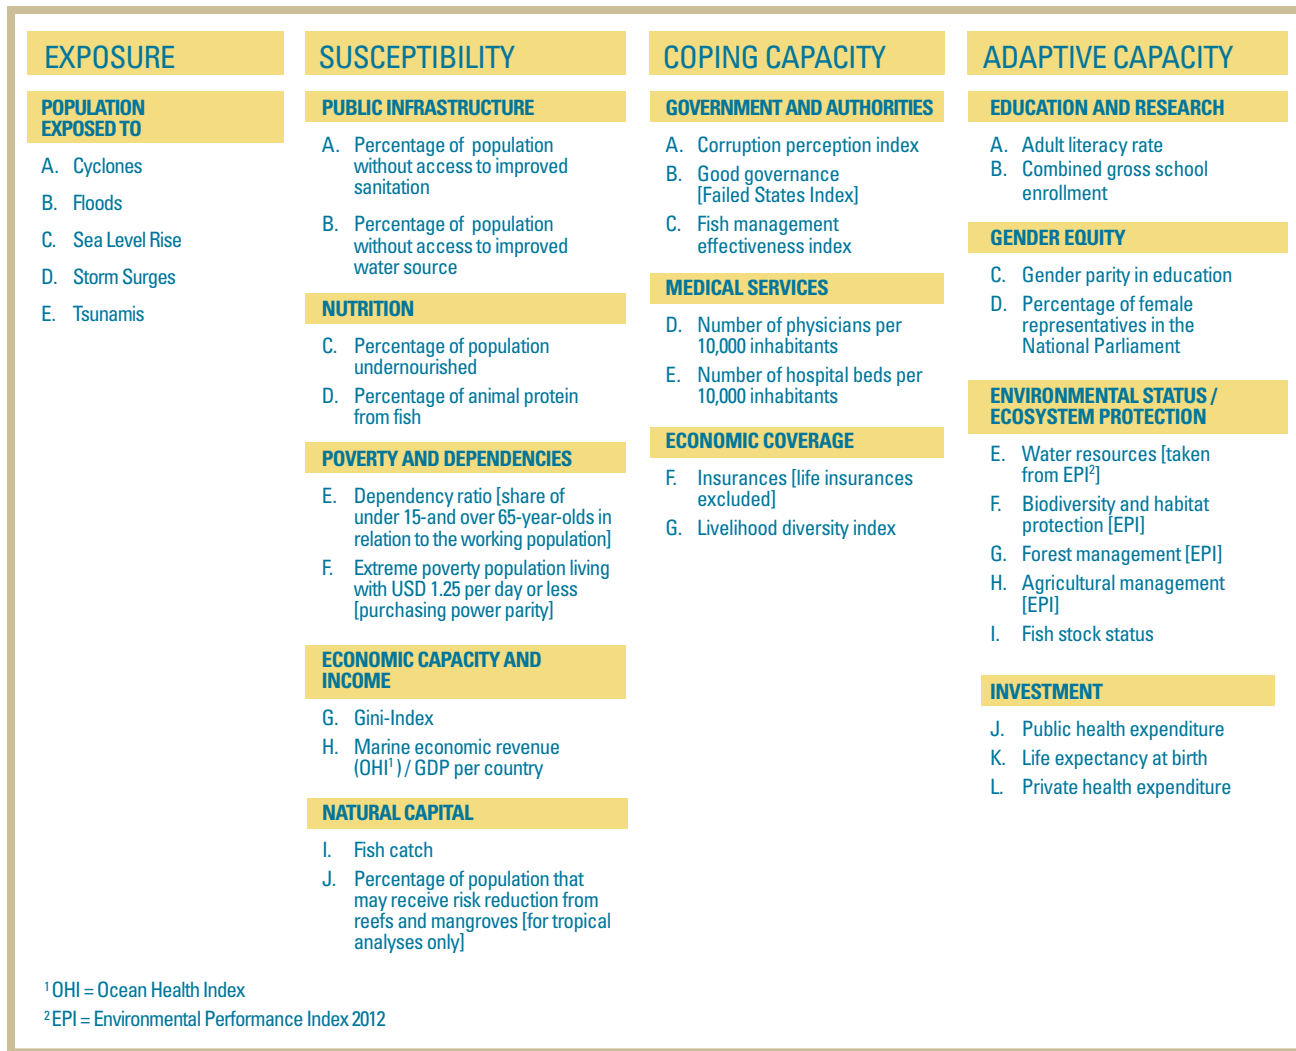 EXPOSURE
POPULATION
EXPOSED TO
A. Cyclones
B. Floods
C. Sea Level Rise
D. Storm Surges
E. Tsunamis
SUSCEPTIBILITY
PUBLIC INFRASTRUCTURE
A. Percentage of population
without access to improved
sanitation
B. Percentage of population
without access to improved
water source
NUTRITION
C. Percentage of population
undernourished
D. Percentage of animal protein
from fish
POVERTY AND DEPENDENCIES
E. Dependency ratio [share of
under 15-and over 65-year-olds in
relation to the working population]
F. Extreme poverty population living
with USD 1.25 per day or less
[purchasing power parity]
ECONOMIC CAPACITY AND
INCOME
G. Gini-Index
H. Marine economic revenue
(OHI¹) / GDP per country
NATURAL CAPITAL
I. Fish catch
J. Percentage of population that
may receive risk reduction from
reefs and mangroves [for tropical
analyses only]
COPING CAPACITY
GOVERNMENT AND AUTHORITIES
A. Corruption perception index
B. Good governance
[Failed States Index]
C. Fish management
effectiveness index
MEDICAL SERVICES
D. Number of physicians per
10,000 inhabitants
E. Number of hospital beds per
10,000 inhabitants
ECONOMIC COVERAGE
F. Insurances [life insurances
excluded]
G. Livelihood diversity index
ADAPTIVE CAPACITY
EDUCATION AND RESEARCH
A. Adult literacy rate
B. Combined gross school
enrollment
GENDER EQUITY
C. Gender parity in education
D. Percentage of female
representatives in the
National Parliament
ENVIRONMENTAL STATUS /
ECOSYSTEM PROTECTION
E. Water resources [taken
from EPI²]
F. Biodiversity and habitat
protection [EPI]
G. Forest management [EPI]
H. Agricultural management
[EPI]
I. Fish stock status
INVESTMENT
J. Public health expenditure
K. Life expectancy at birth
L. Private health expenditure
¹ OHI = Ocean Health Index
² EPI = Environmental Performance Index 2012